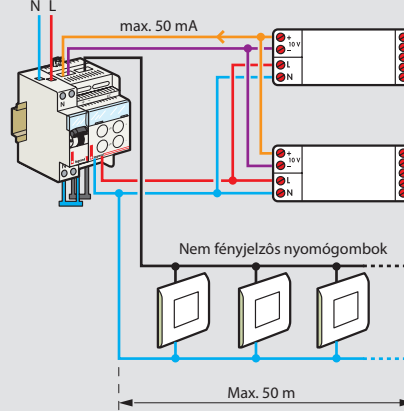 N L
max. 50 mA
+
10 V
–
L
N
+
10 V
–
L
N
N
Nem fényjelzôs nyomógombok
Max. 50 m